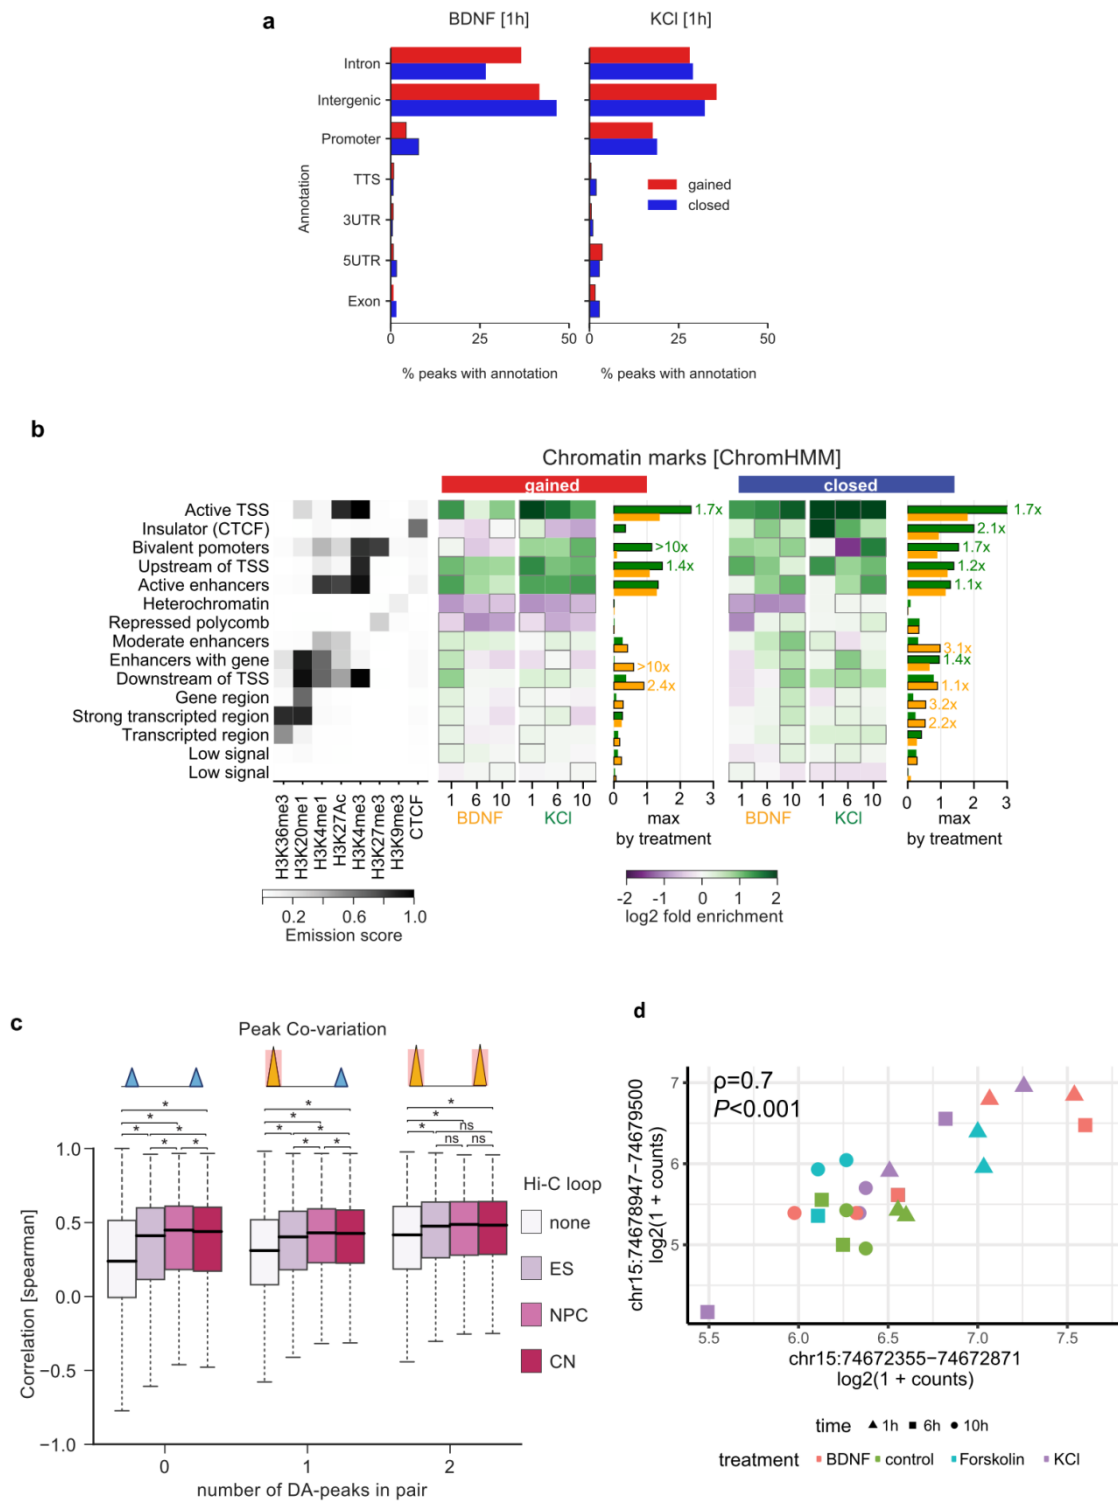 a
BDNF [1h]
KCl [1h]
Annotation
Intron
Intergenic
Promoter
TTS
3UTR
5UTR
Exon
gained
closed
0
25
50
0
25
50
% peaks with annotation
% peaks with annotation
b
Chromatin marks [ChromHMM]
gained
closed
Active TSS
Insulator (CTCF)
Bivalent pomoters
Upstream of TSS
Active enhancers
Heterochromatin
Repressed polycomb
Moderate enhancers
Enhancers with gene
Downstream of TSS
Gene region
Strong transcribed region
Transcribed region
Low signal
Low signal
1.7x
>10x
1.4x
>10x
2.4x
1.7x
2.1x
1.7x
1.2x
1.1x
3.1x
1.4x
1.1x
3.2x
2.2x
H3K36me3
H3K20me1
H3K4me1
H3K27Ac
H3K4me3
H3K27me3
H3K9me3
CTCF
1 6 10
BDNF
1 6 10
KCl
0 1 2 3
max
by treatment
1 6 10
BDNF
1 6 10
KCl
0 1 2 3
max
by treatment
0.2 0.6 1.0
Emission score
-2 -1 0 1 2
log2 fold enrichment
c
Peak Co-variation
* * * * * *
* * * * * *
* * * ns ns ns
Correlation [spearman]
1.0
0.5
0.0
−0.5
−1.0
0 1 2
number of DA-peaks in pair
Hi-C loop
none
ES
NPC
CN
d
ρ=0.7
P<0.001
chr15:74678947−74679500
log2(1 + counts)
7
6
5
5.5 6.0 6.5 7.0 7.5
chr15:74672355−74672871
log2(1 + counts)
time 1h 6h 10h
treatment BDNF control Forskolin KCl